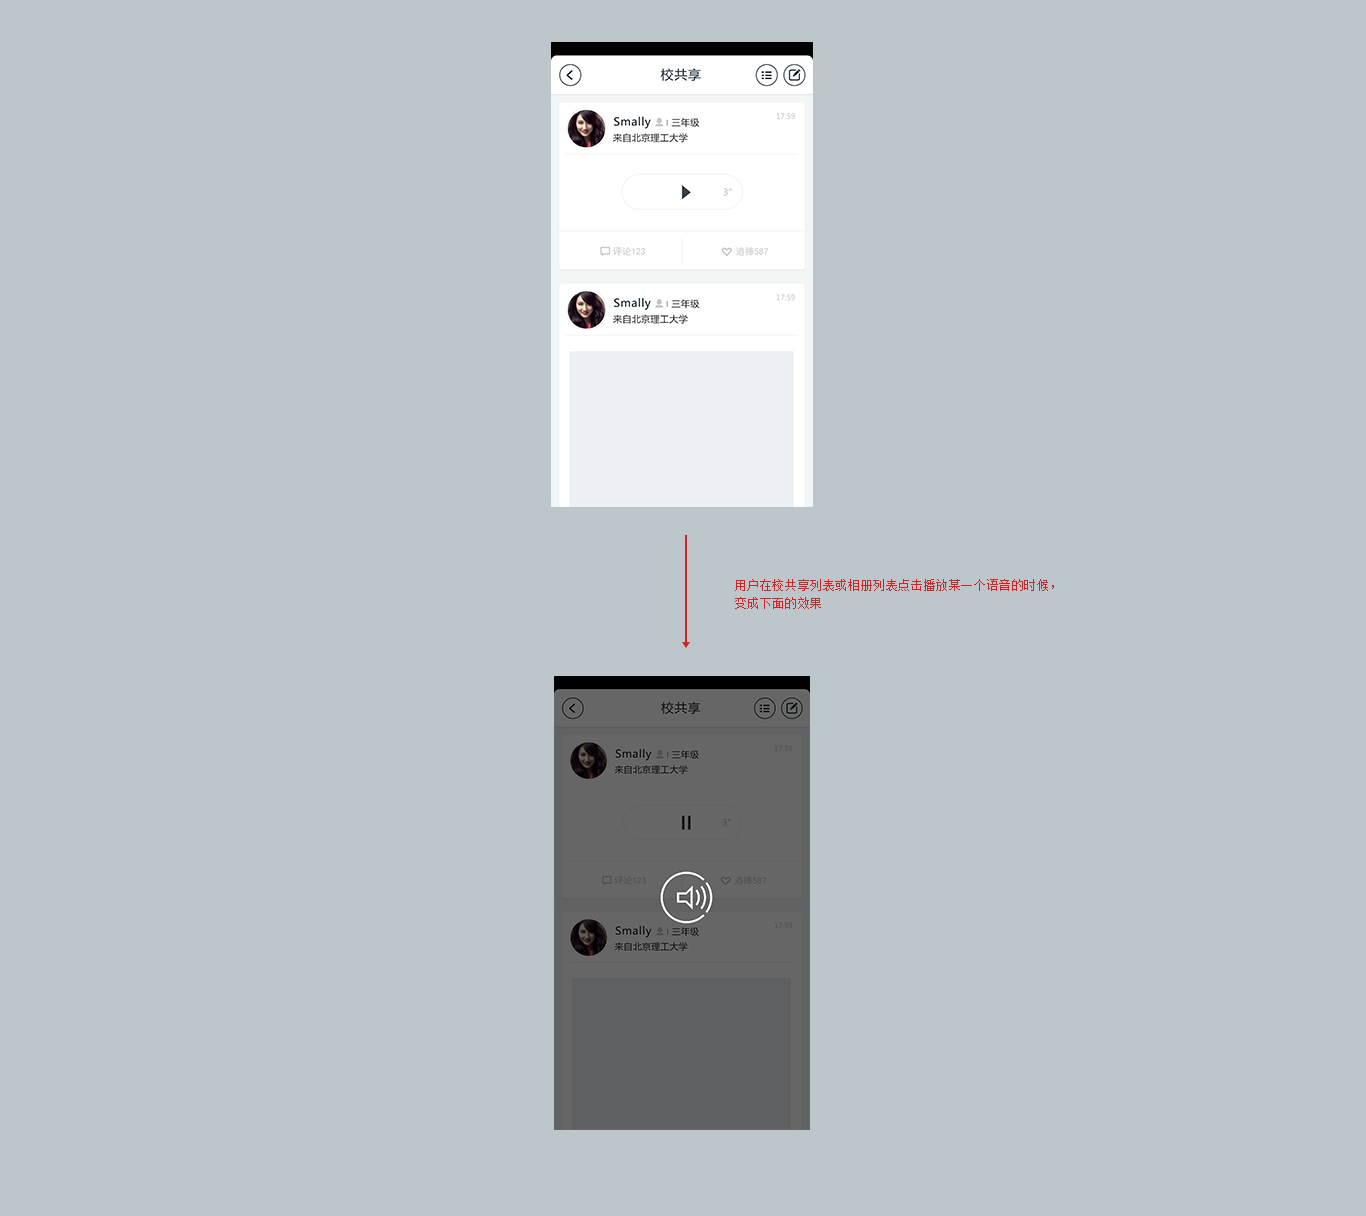 校共享
Smally 三年级
17:59
来自北京理工大学
3"
评论123
追捧587
Smally 三年级
17:59
来自北京理工大学
用户在校共享列表或相册列表点击播放某一个语音的时候，
变成下面的效果
校共享
Smally 三年级
17:59
来自北京理工大学
3"
评论123
追捧587
Smally 三年级
17:59
来自北京理工大学